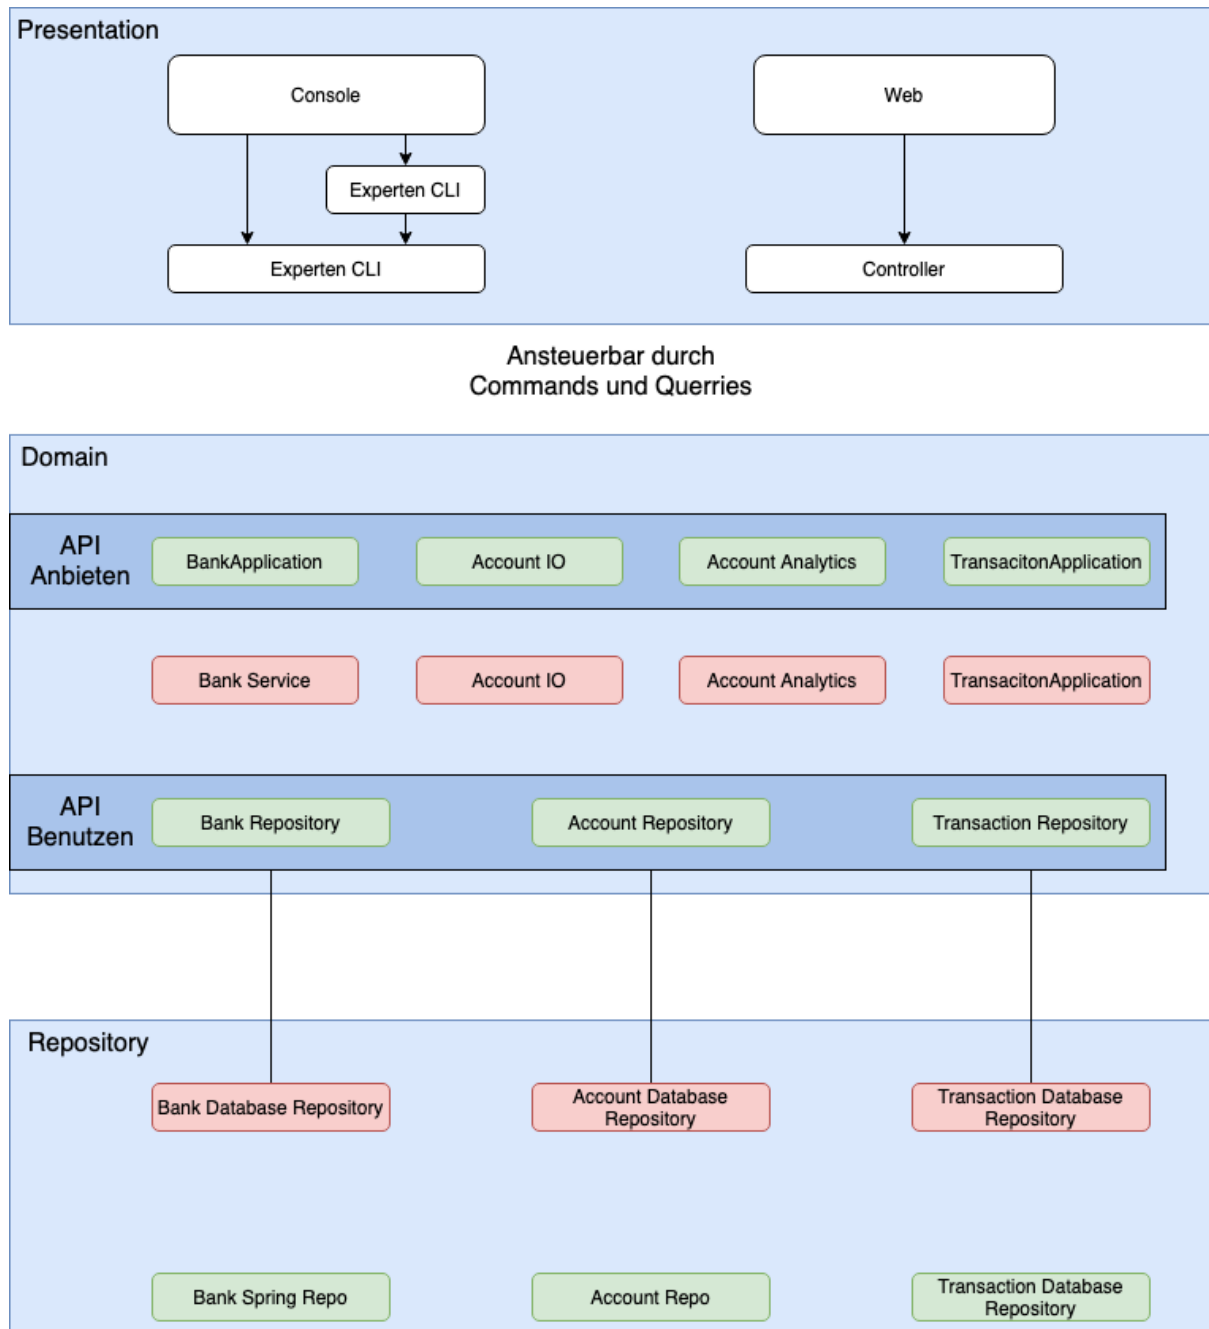 Presentation
Console
Web
Experten CLI
Experten CLI
Controller
Ansteuerbar durch
Commands und Querries
Domain
API
Anbieten
BankApplication
Account IO
Account Analytics
TransacitonApplication
Bank Service
Account IO
Account Analytics
TransacitonApplication
API
Benutzen
Bank Repository
Account Repository
Transaction Repository
Repository
Bank Database Repository
Account Database
Repository
Transaction Database
Repository
Bank Spring Repo
Account Repo
Transaction Database
Repository